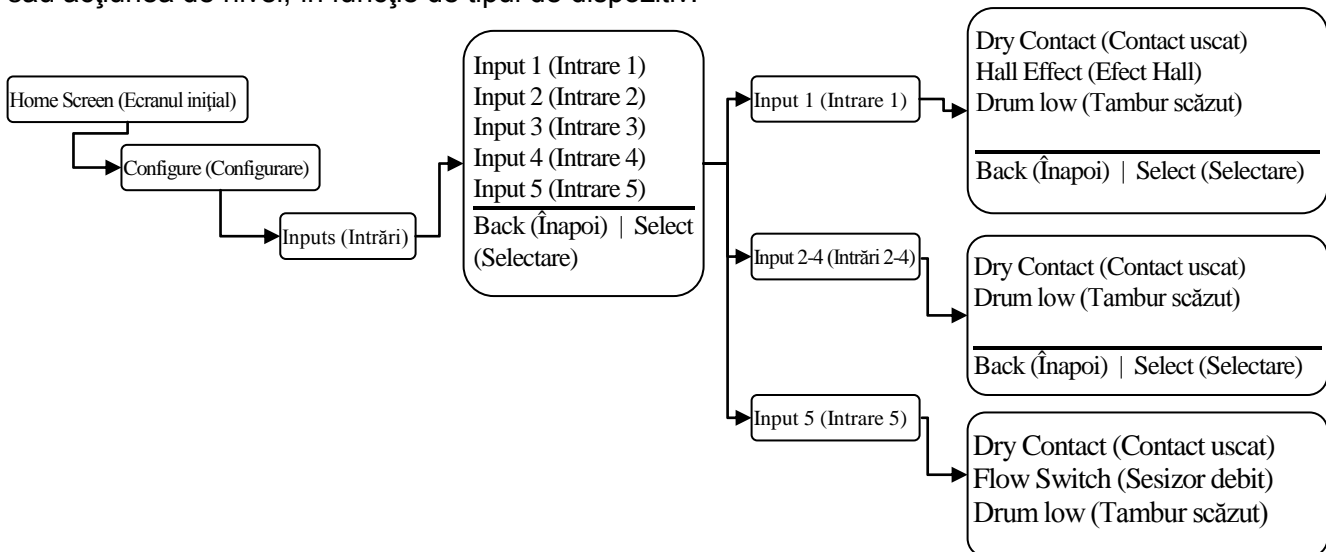 sau acţiunea de nivel, în funcţie de tipul de dispozitiv.
Home Screen (Ecranul iniţial)
Configure (Configurare)
Inputs (Intrări)
Input 1 (Intrare 1)
Input 2 (Intrare 2)
Input 3 (Intrare 3)
Input 4 (Intrare 4)
Input 5 (Intrare 5)
Back (Înapoi) | Select
(Selectare)
Input 1 (Intrare 1)
Dry Contact (Contact uscat)
Hall Effect (Efect Hall)
Drum low (Tambur scăzut)
Back (Înapoi) | Select (Selectare)
Input 2-4 (Intrări 2-4)
Dry Contact (Contact uscat)
Drum low (Tambur scăzut)
Back (Înapoi) | Select (Selectare)
Input 5 (Intrare 5)
Dry Contact (Contact uscat)
Flow Switch (Sesizor debit)
Drum low (Tambur scăzut)